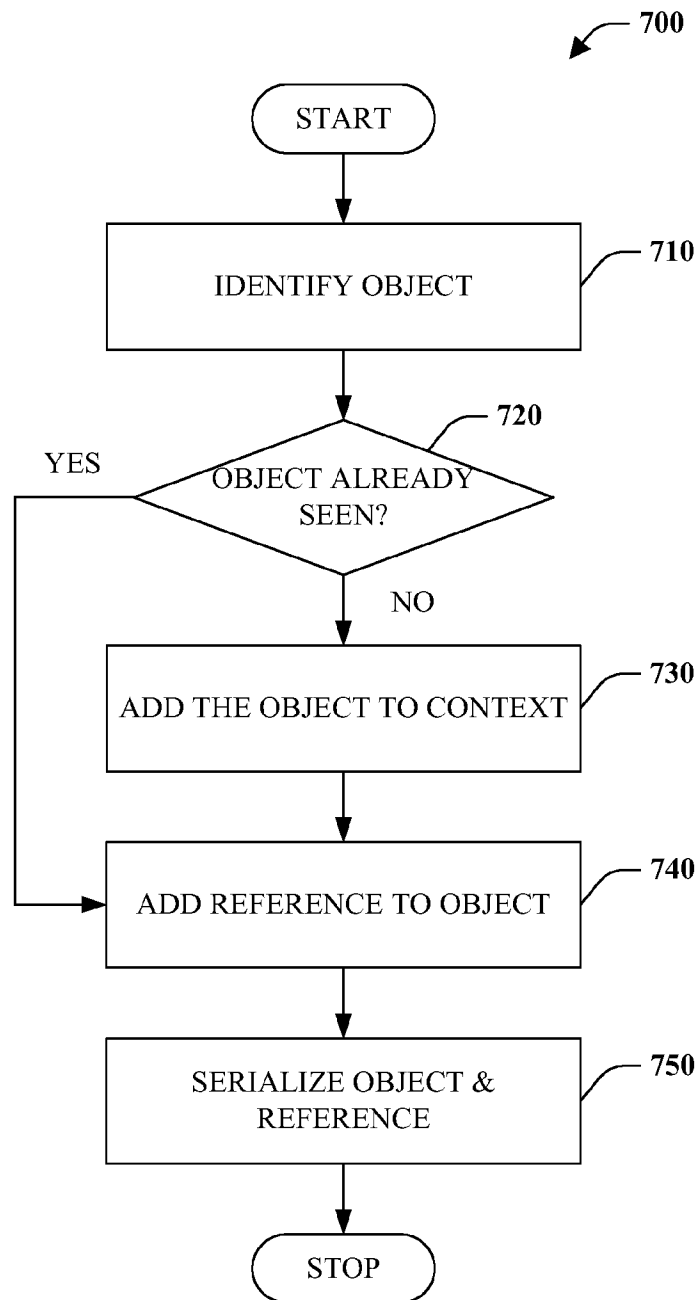 700
START
IDENTIFY OBJECT
710
720
YES
OBJECT ALREADY
SEEN?
NO
ADD THE OBJECT TO CONTEXT
730
ADD REFERENCE TO OBJECT
740
SERIALIZE OBJECT &
REFERENCE
750
STOP